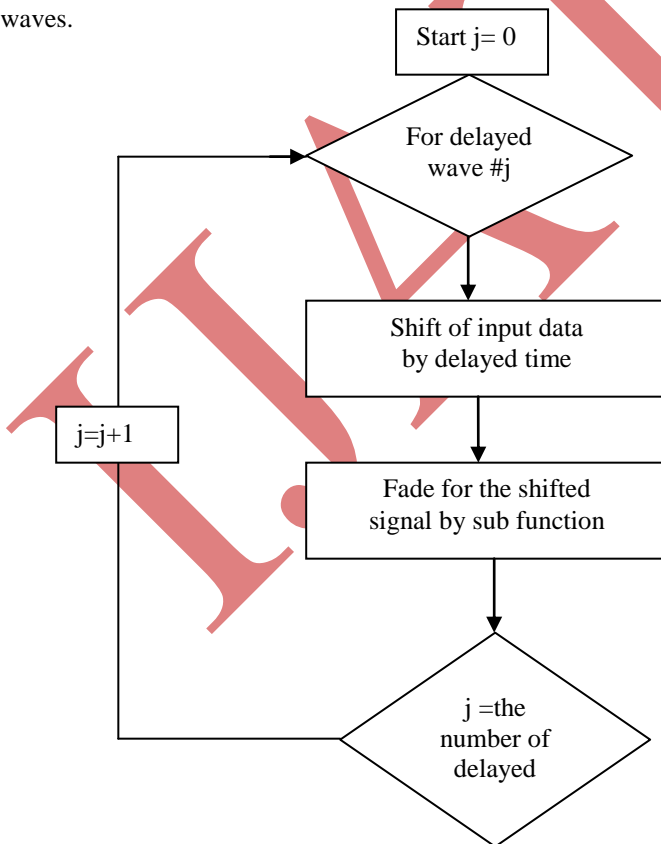 waves.
Start j= 0
For delayed
wave #j
Shift of input data
by delayed time
j=j+1
Fade for the shifted
signal by sub function
j =the
number of
delayed